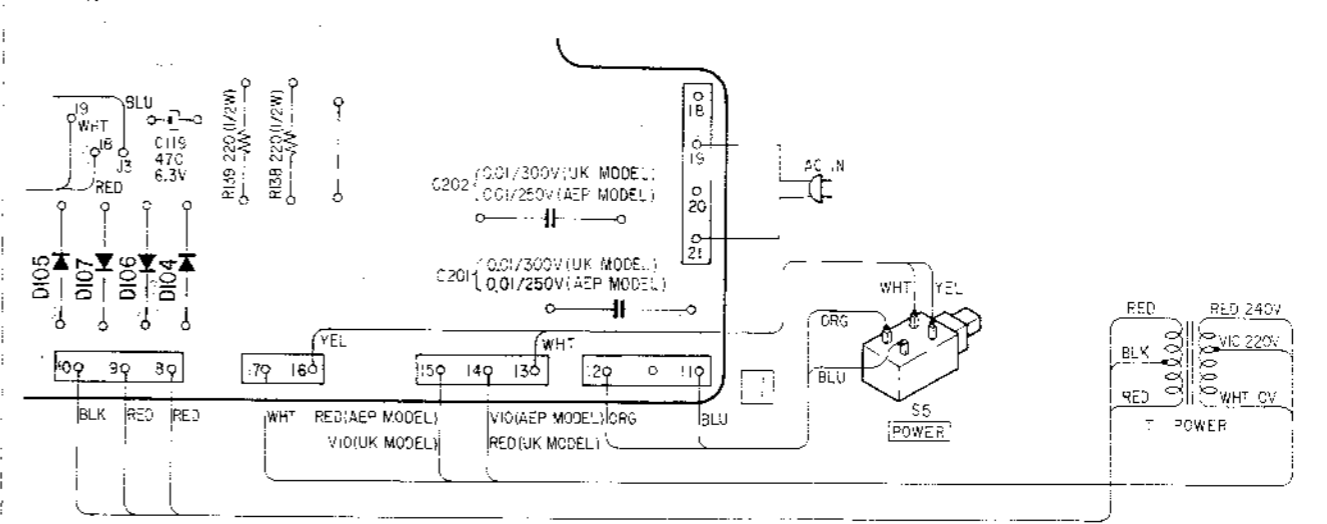 19
BLU
WHT
18
J3
RED
C119
470
6.3V
R139 220 (1/2W)
R138 220 (1/2W)
18
19
20
21
AC IN
C202
0.01/300V (UK MODEL)
0.01/250V (AEP MODEL)
C201
0.01/300V (UK MODEL)
0.01/250V (AEP MODEL)
D105
D107
D106
D104
WHT
YEL
ORG
BLU
S5
POWER
YEL
WHT
10
9
8
17
16
15
14
13
12
11
BLK
RED
RED
WHT
RED (AEP MODEL)
VIO (UK MODEL)
VIO (AEP MODEL)
RED (UK MODEL)
ORG
BLU
RED
BLK
RED
RED 240V
VIO 220V
WHT 0V
T POWER